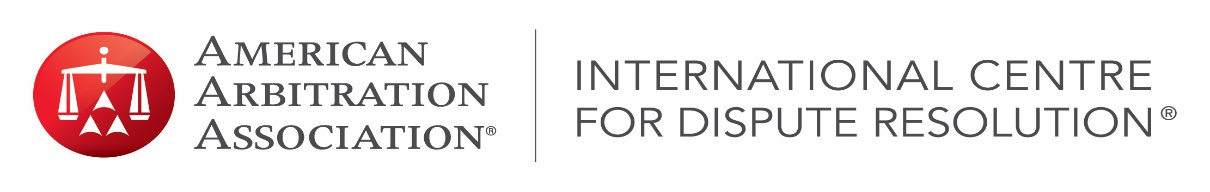 AMERICAN
ARBITRATION
ASSOCIATION®
INTERNATIONAL CENTRE
FOR DISPUTE RESOLUTION®